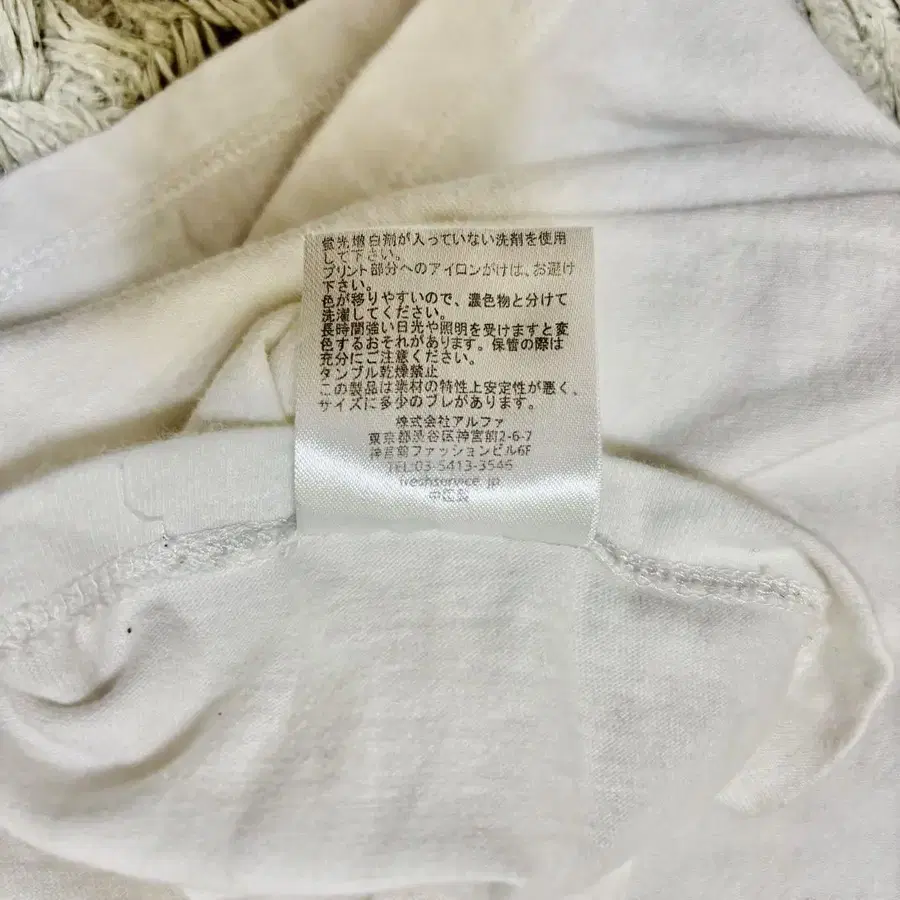 蛍光増白剤が入っていない洗剤を使用
して下さい。
プリント部分へのアイロンがけは、お避け
下さい。
色が移りやすいので、濃色物と分けて
洗濯してください。
長時間強い日光や照明を受けますと変
色するおそれがあります。保管の際は
充分にご注意ください。
タンブル乾燥禁止
この製品は素材の特性上安定性が悪く、
サイズに多少のブレがあります。
株式会社アルファ
東京都渋谷区神宮前2-6-7
神宮前ファッションビル6F
TEL:03-5413-3546
freshservice.jp
中国製